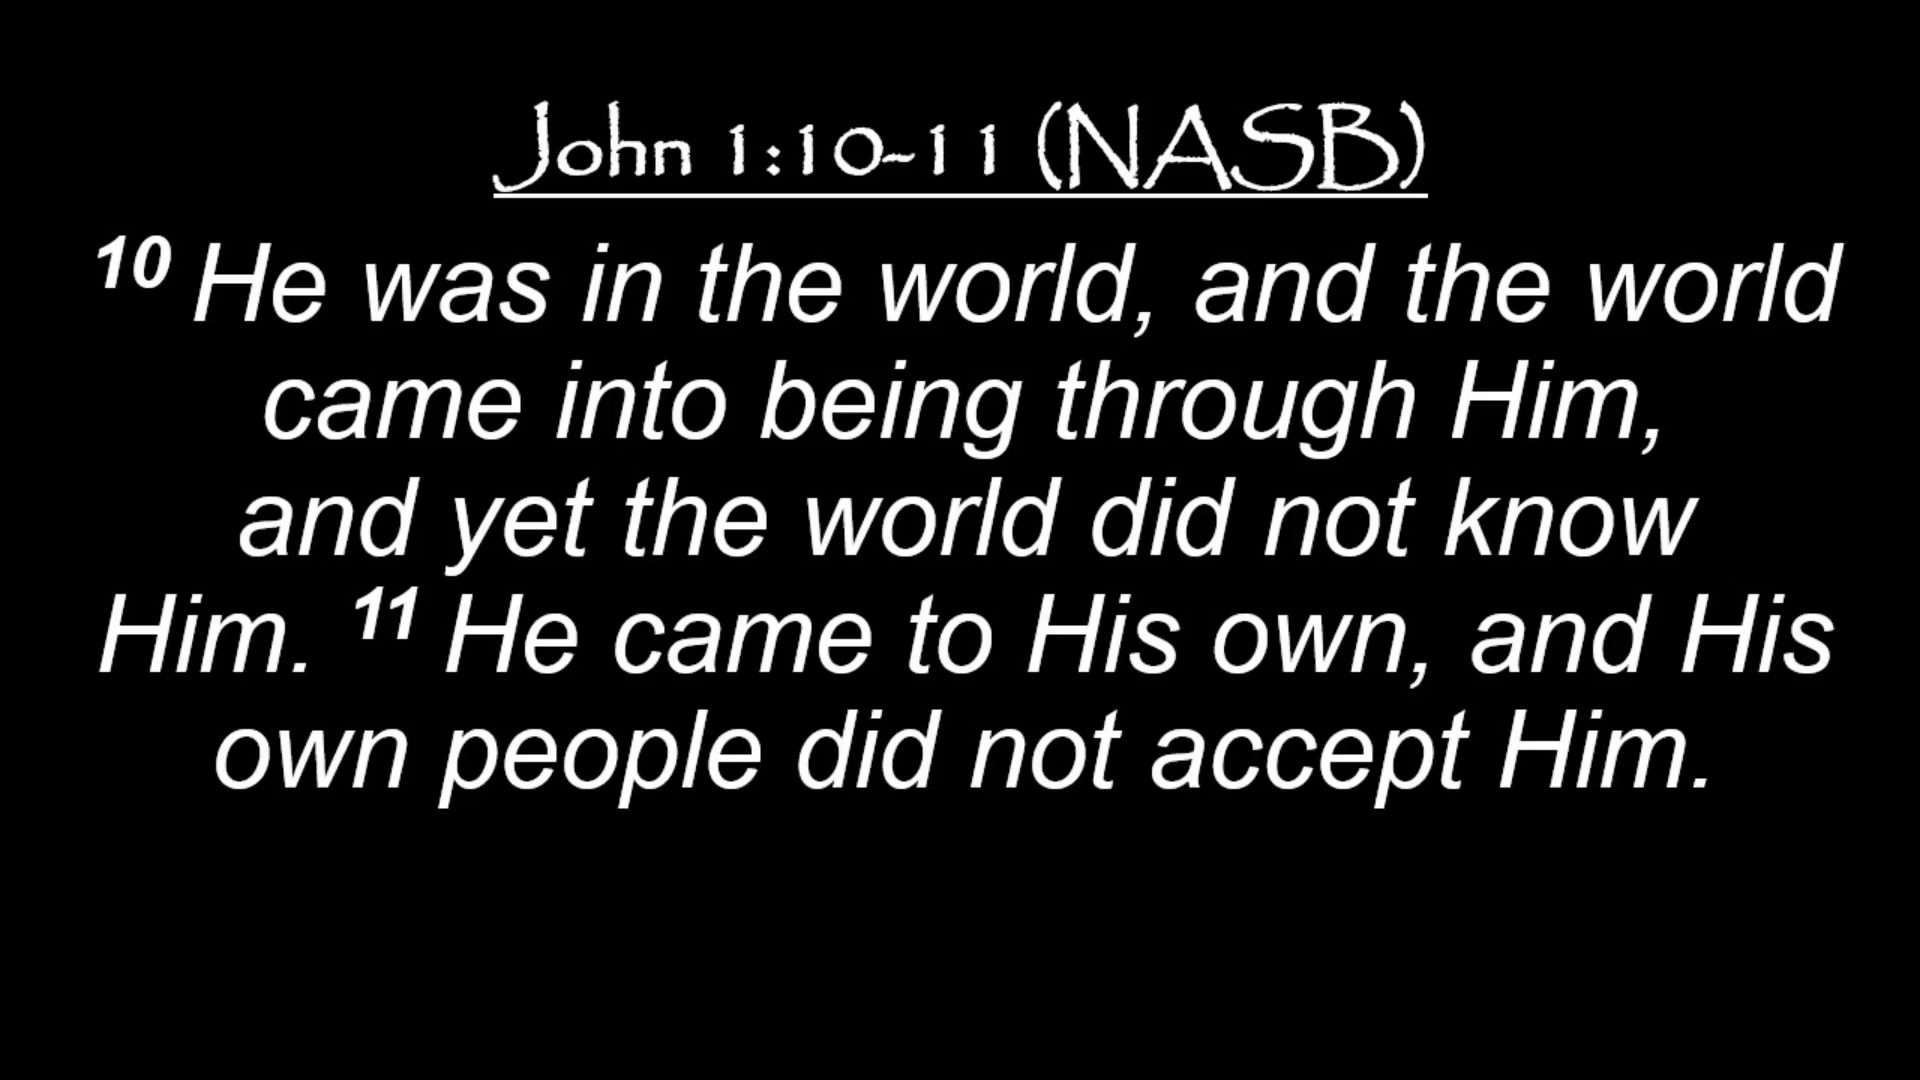 John 1:10-11 (NASB)
10 He was in the world, and the world
came into being through Him,
and yet the world did not know
Him. 11 He came to His own, and His
own people did not accept Him.